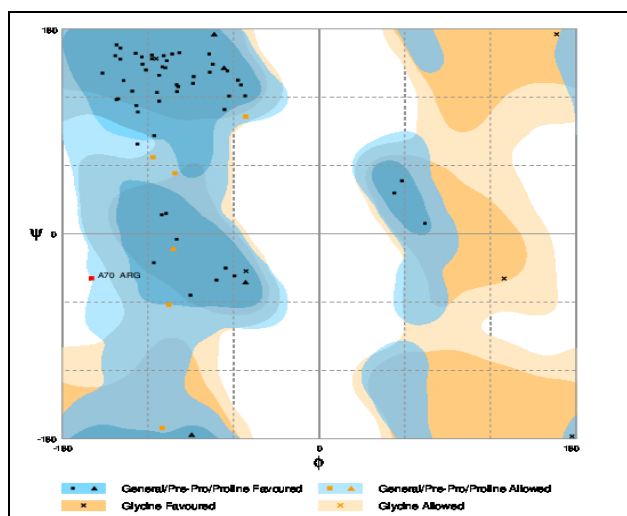 180
Ψ 0
A70 ARG
-180
-180 0 180
Φ
General/Pre-Pro/Proline Favoured General/Pre-Pro/Proline Allowed
Glycine Favoured Glycine Allowed